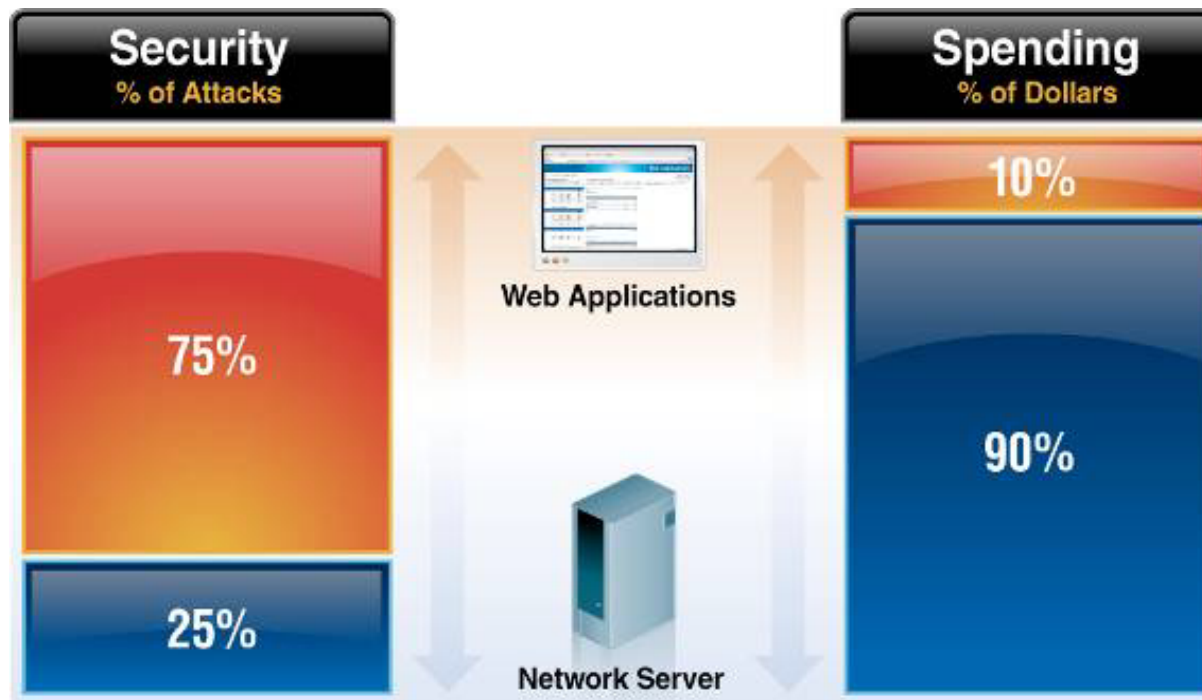 Security
% of Attacks
Spending
% of Dollars
10%
Web Applications
75%
90%
25%
Network Server